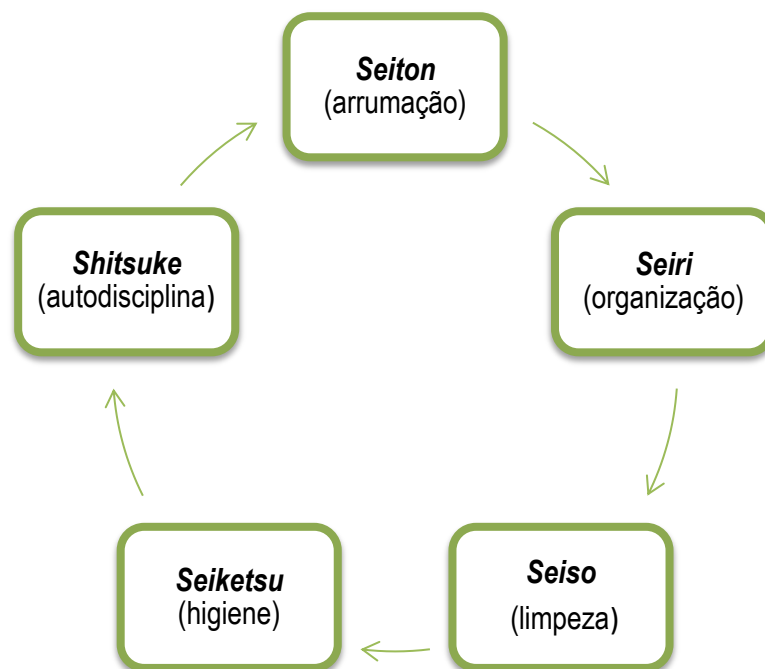 Seiton
(arrumação)
Seiri
(organização)
Seiso
(limpeza)
Seiketsu
(higiene)
Shitsuke
(autodisciplina)